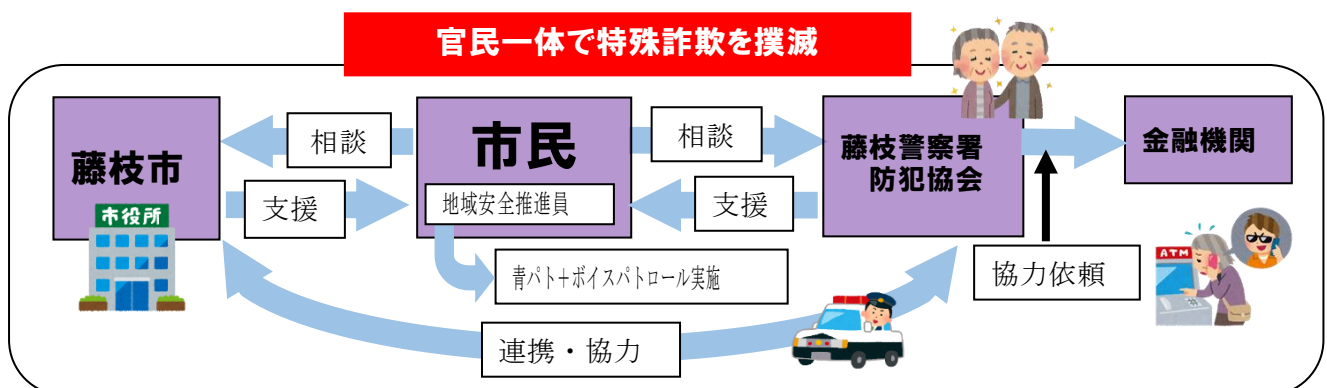 官民一体で特殊詐欺を撲滅
藤枝市
市役所
相談
支援
市民
地域安全推進員
青パト+ボイスパトロール実施
相談
支援
藤枝警察署
防犯協会
金融機関
協力依頼
ATM
連携・協力